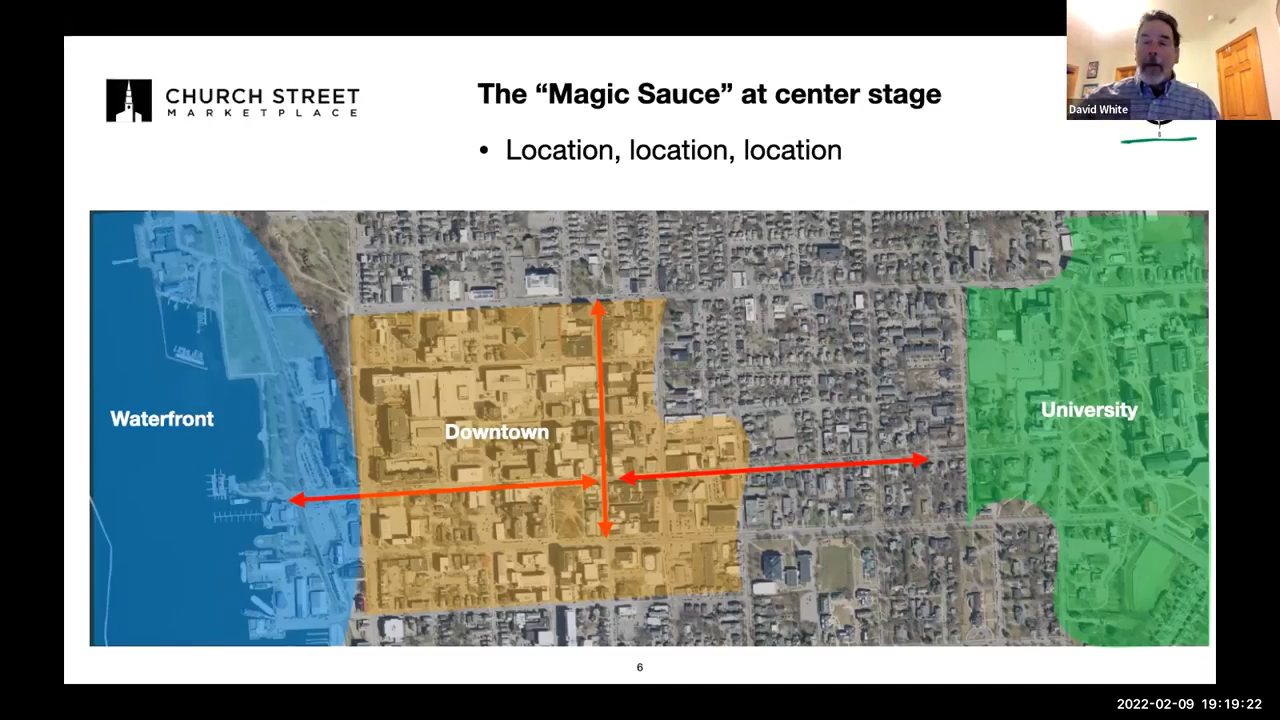 CHURCH STREET
MARKETPLACE
The “Magic Sauce” at center stage
• Location, location, location
David White
Waterfront
Downtown
University
6
2022-02-09 19:19:22